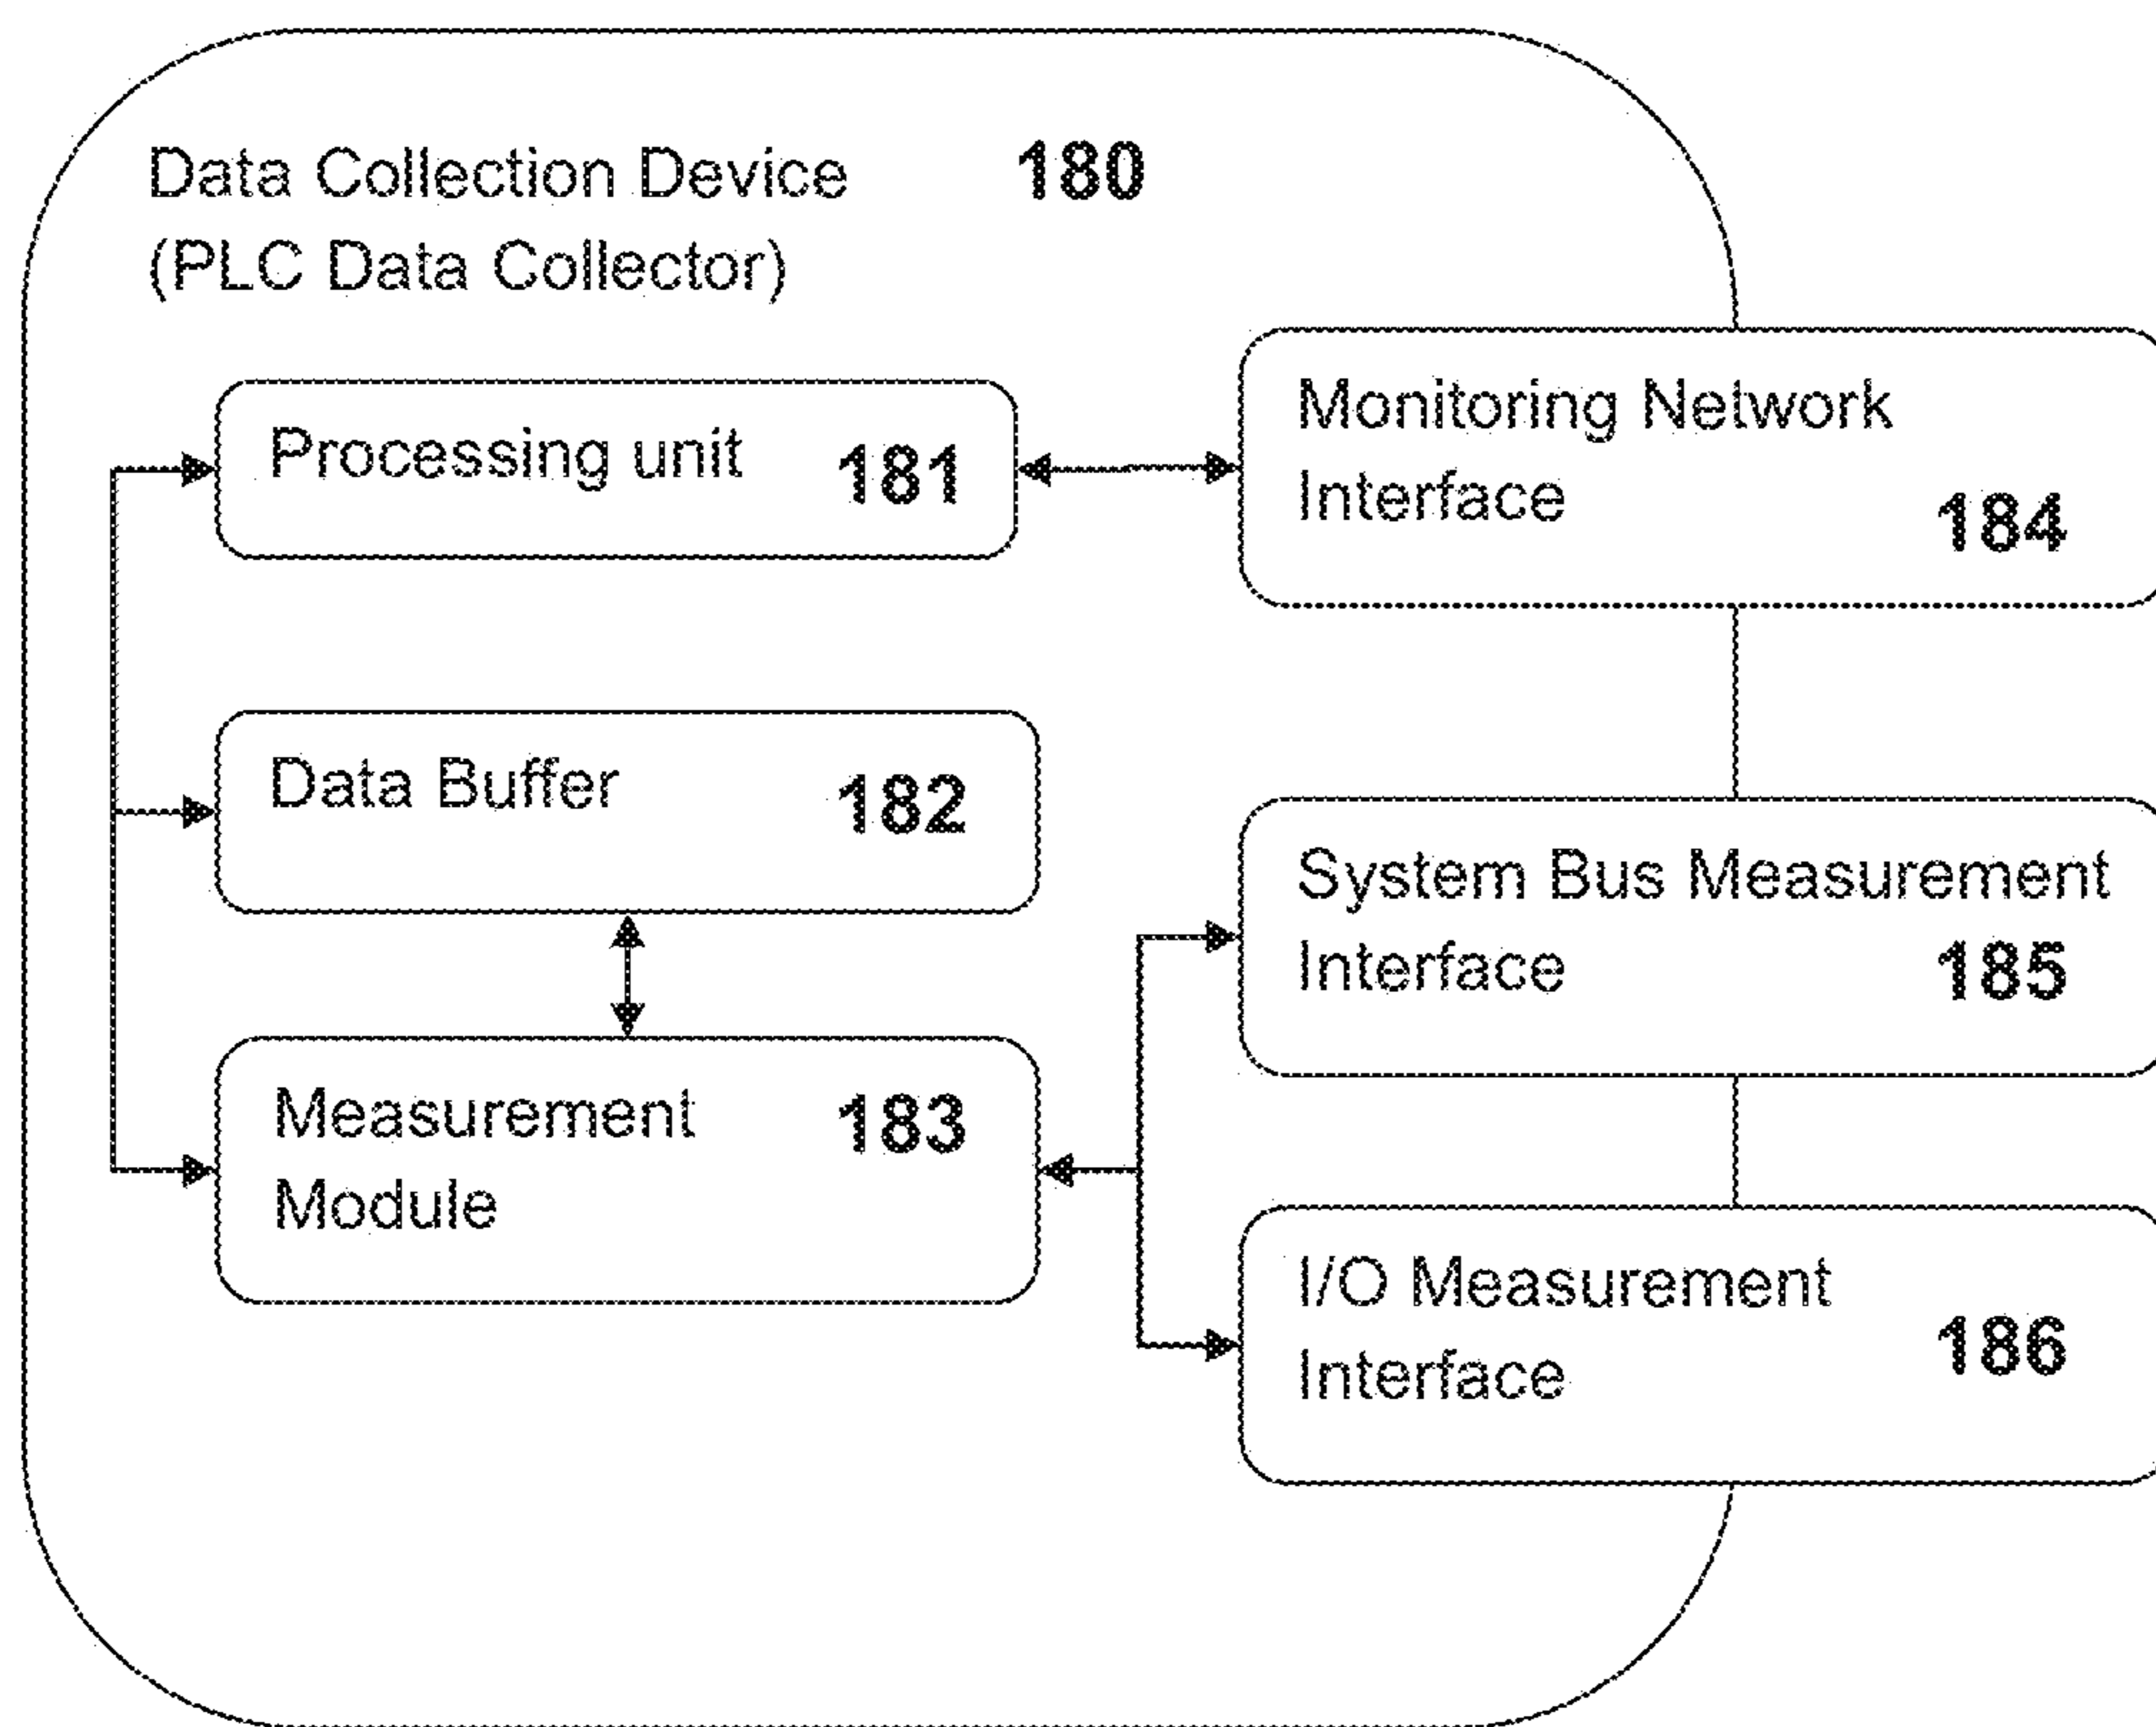 Data Collection Device 180
(PLC Data Collector)
Processing unit 181
Monitoring Network
Interface 184
Data Buffer 182
System Bus Measurement
Interface 185
Measurement 183
Module
I/O Measurement
Interface 186